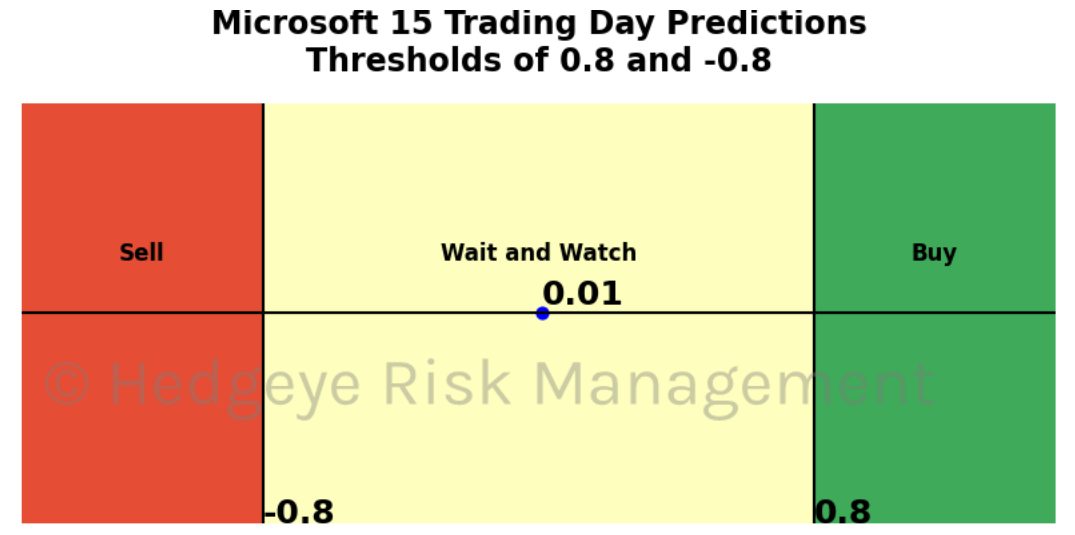 Microsoft 15 Trading Day Predictions
Thresholds of 0.8 and -0.8
Sell
Wait and Watch
Buy
0.01
© Hedgeye Risk Management
-0.8
0.8